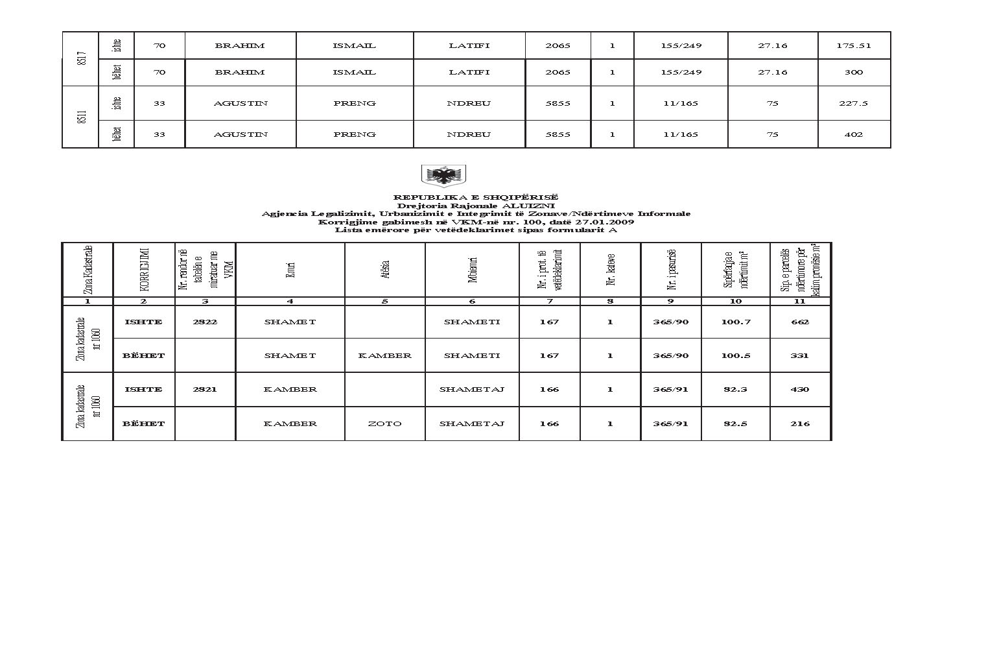 8517 ishte 70 BRAHIM ISMAIL LATIFI 2065 1 155/249 27.16 175.51
bëhet 70 BRAHIM ISMAIL LATIFI 2065 1 155/249 27.16 300
8511 ishte 33 AGUSTIN PRENG NDREU 5855 1 11/165 75 227.5
bëhet 33 AGUSTIN PRENG NDREU 5855 1 11/165 75 402
REPUBLIKA E SHQIPËRISË
Drejtoria Rajonale ALUIZNI
Agjencia Legalizimit, Urbanizimit e Integrimit të Zonave/Ndërtimeve Informale
Korrigjime gabimesh në VKM-në nr. 100, datë 27.01.2009
Lista emërore për vetëdeklarimet sipas formularit A
Zona Kadastrale
KORRIGJIMI
Nr. rendor në
tabelën e
miratuar me
VKM
Emri
Atësia
Mbiemri
Nr. i prot. të
vetëdeklarimit
Nr. kateve
Nr. i pasurisë
Sipërfaqja e
ndërtimit m²
Sip. e parcelës
ndërtimore për
kalim pronësie m²
1 2 3 4 5 6 7 8 9 10 11
Zona kadastrale
nr 1060
ISHTE 2822 SHAMET SHAMETI 167 1 365/90 100.7 662
BËHET SHAMET KAMBER SHAMETI 167 1 365/90 100.5 331
Zona kadastrale
nr 1060
ISHTE 2821 KAMBER SHAMETAJ 166 1 365/91 82.3 430
BËHET KAMBER ZOTO SHAMETAJ 166 1 365/91 82.5 216